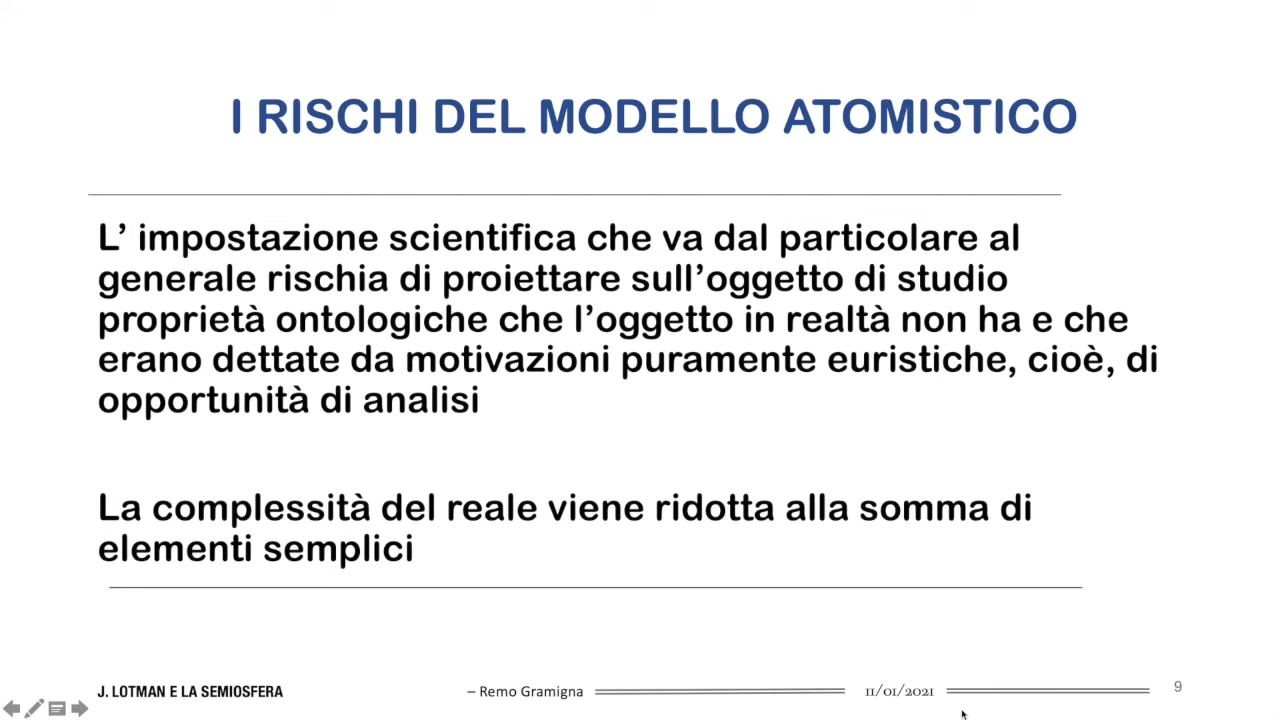 I RISCHI DEL MODELLO ATOMISTICO
L’ impostazione scientifica che va dal particolare al
generale rischia di proiettare sull’oggetto di studio
proprietà ontologiche che l’oggetto in realtà non ha e che
erano dettate da motivazioni puramente euristiche, cioè, di
opportunità di analisi
La complessità del reale viene ridotta alla somma di
elementi semplici
J. LOTMAN E LA SEMIOSFERA
– Remo Gramigna
11/01/2021
9